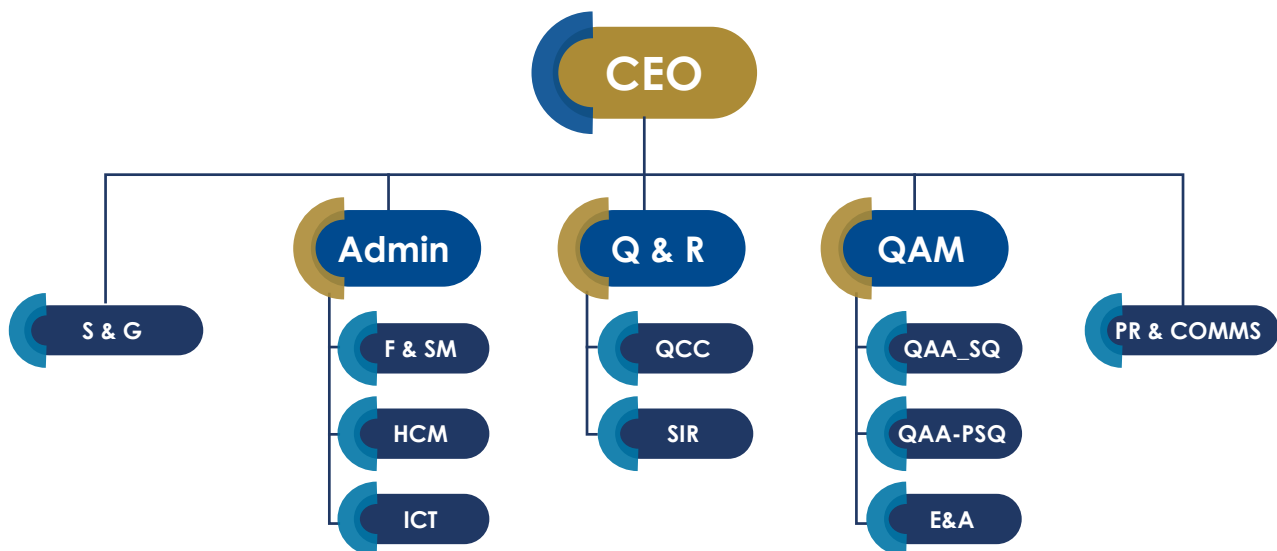 CEO
Admin
Q & R
QAM
S & G
F & SM
QCC
QAA_SQ
PR & COMMS
HCM
SIR
QAA-PSQ
ICT
E&A